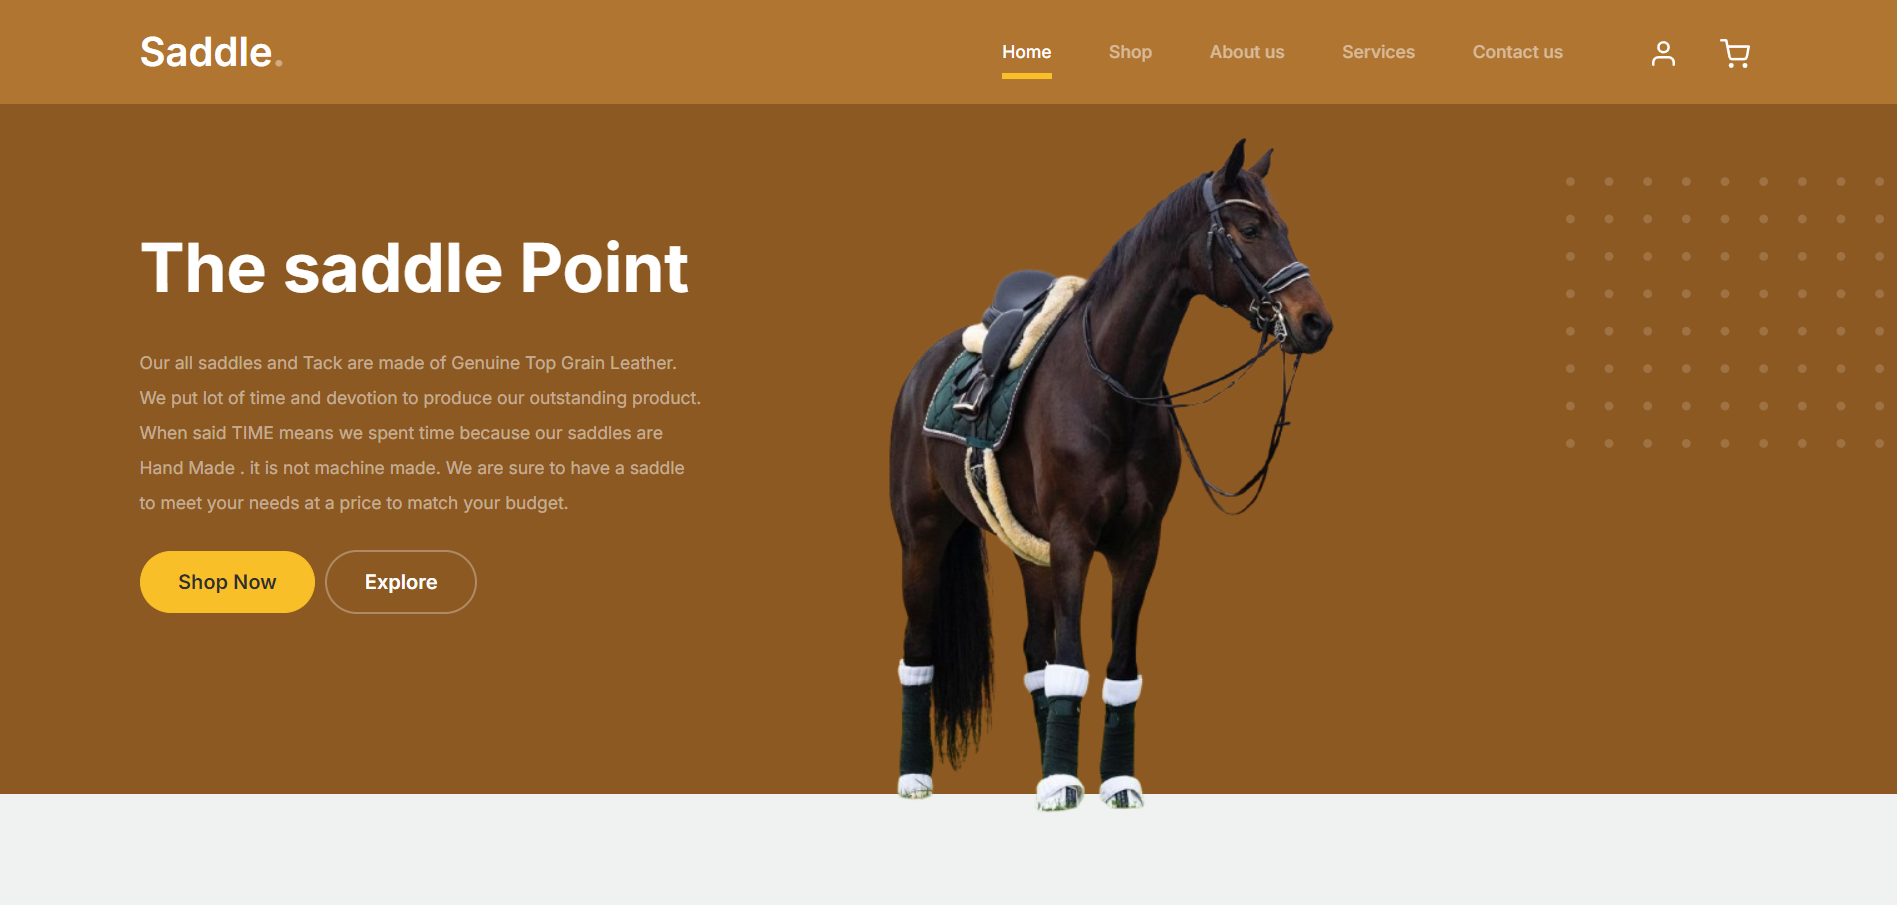 Saddle.
Home Shop About us Services Contact us
The saddle Point
Our all saddles and Tack are made of Genuine Top Grain Leather.
We put lot of time and devotion to produce our outstanding product.
When said TIME means we spent time because our saddles are
Hand Made . it is not machine made. We are sure to have a saddle
to meet your needs at a price to match your budget.
Shop Now Explore